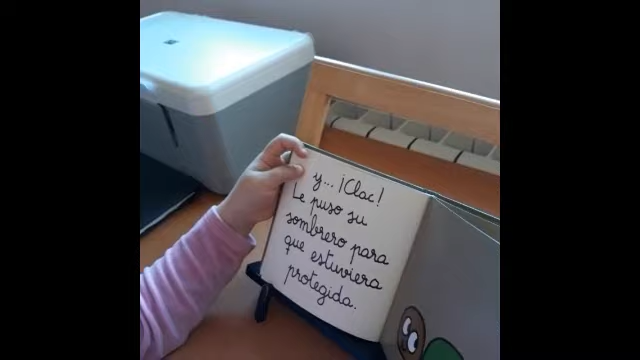 y... ¡Clac!
Le puso su
sombrero para
que estuviera
protegida.